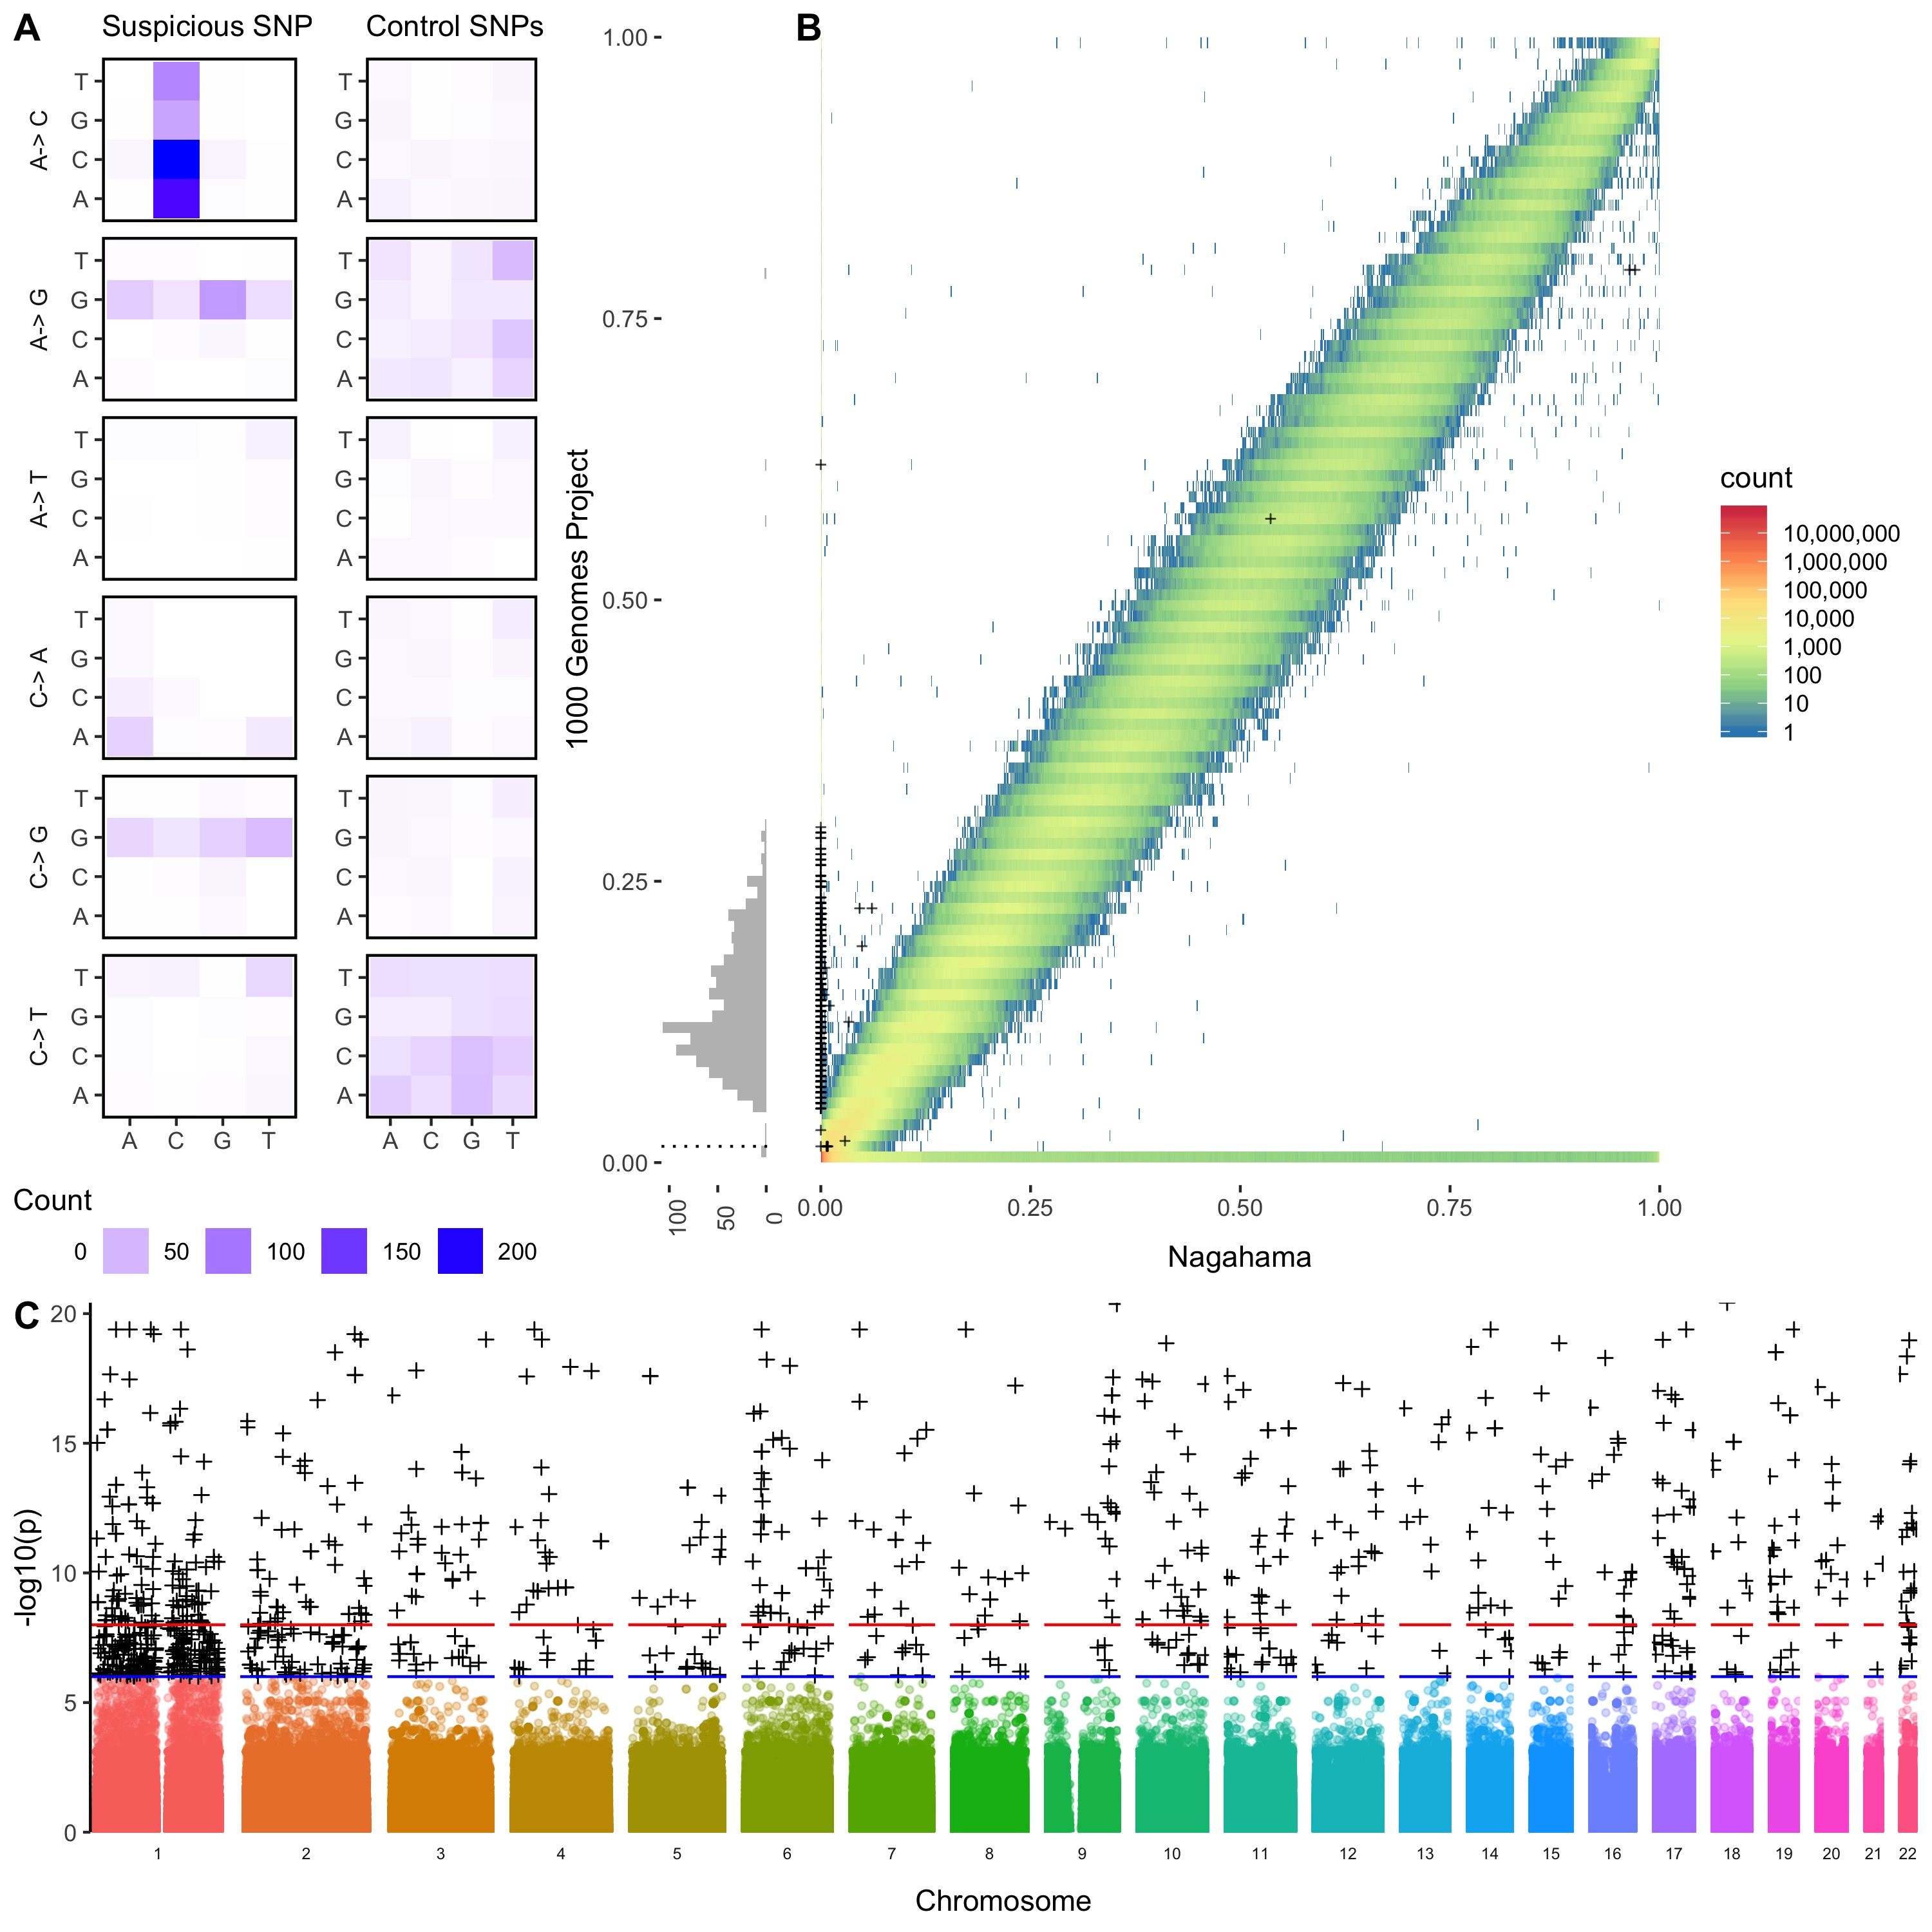 A
Suspicious SNP
Control SNPs
A-> C
T
G
C
A
T
G
C
A
A-> G
T
G
C
A
T
G
C
A
A-> T
T
G
C
A
T
G
C
A
C-> A
T
G
C
A
T
G
C
A
C-> G
T
G
C
A
T
G
C
A
C-> T
T
G
C
A
T
G
C
A
A C G T
A C G T
Count
0 50 100 150 200
B
1000 Genomes Project
1.00
0.75
0.50
0.25
0.00
100 50 0
0.00 0.25 0.50 0.75 1.00
Nagahama
count
10,000,000
1,000,000
100,000
10,000
1,000
100
10
1
C
-log10(p)
20
15
10
5
0
1 2 3 4 5 6 7 8 9 10 11 12 13 14 15 16 17 18 19 20 21 22
Chromosome